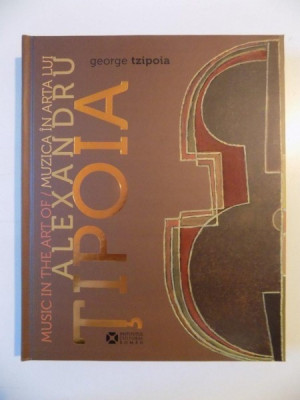 george tzipoia
MUSIC IN THE ART OF / MUZICA ÎN ARTA LUI
ALEXANDRU
ȚIPOIA